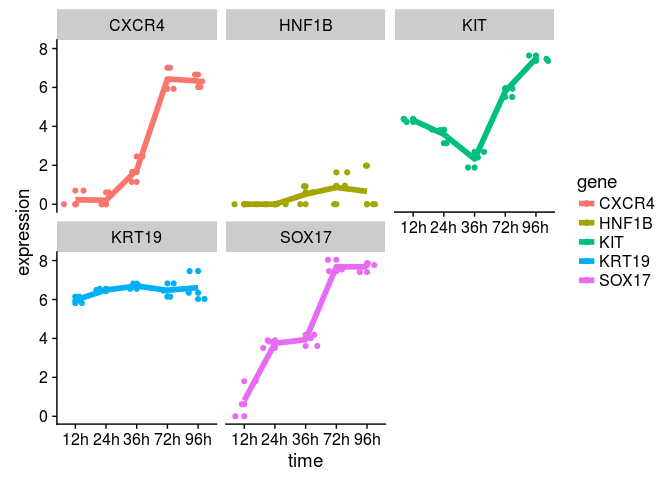 CXCR4 HNF1B KIT
8
6
4
2
0
12h 24h 36h 72h 96h
KRT19 SOX17
8
6
4
2
0
12h 24h 36h 72h 96h 12h 24h 36h 72h 96h
time
expression
gene
CXCR4
HNF1B
KIT
KRT19
SOX17